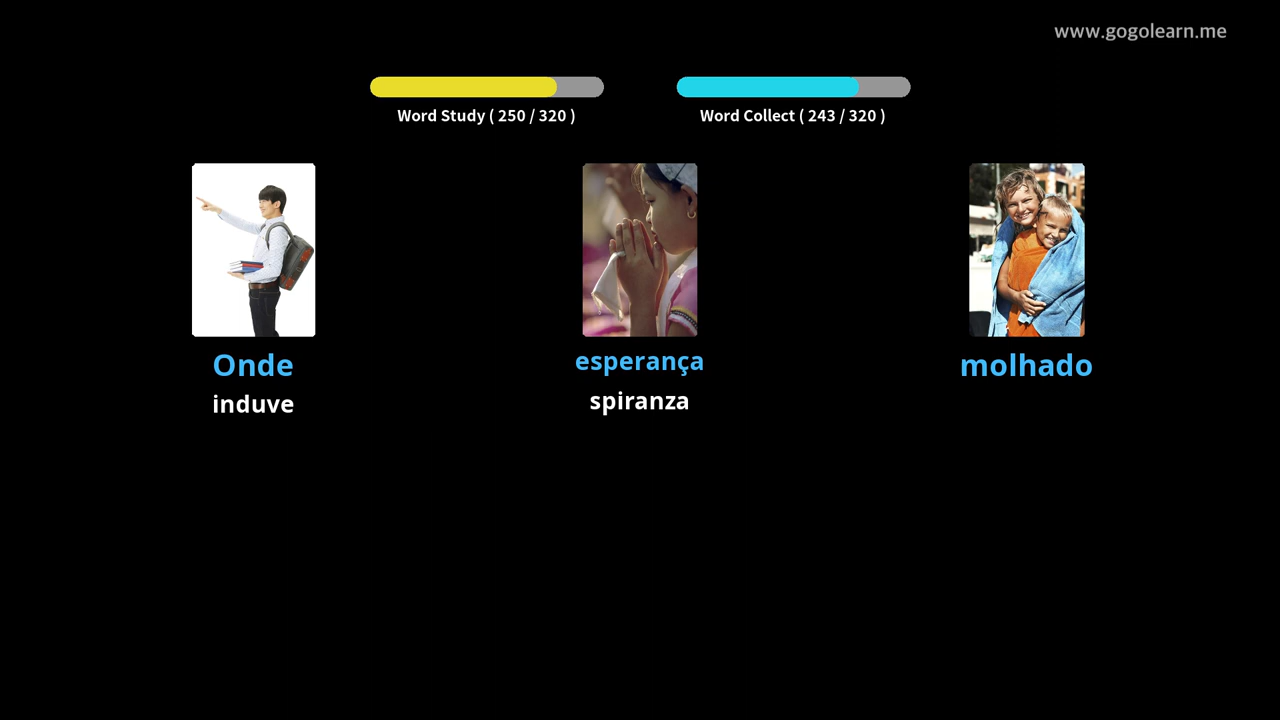 www.gogolearn.me
Word Study ( 250 / 320 )
Word Collect ( 243 / 320 )
Onde
induve
esperança
spiranza
molhado